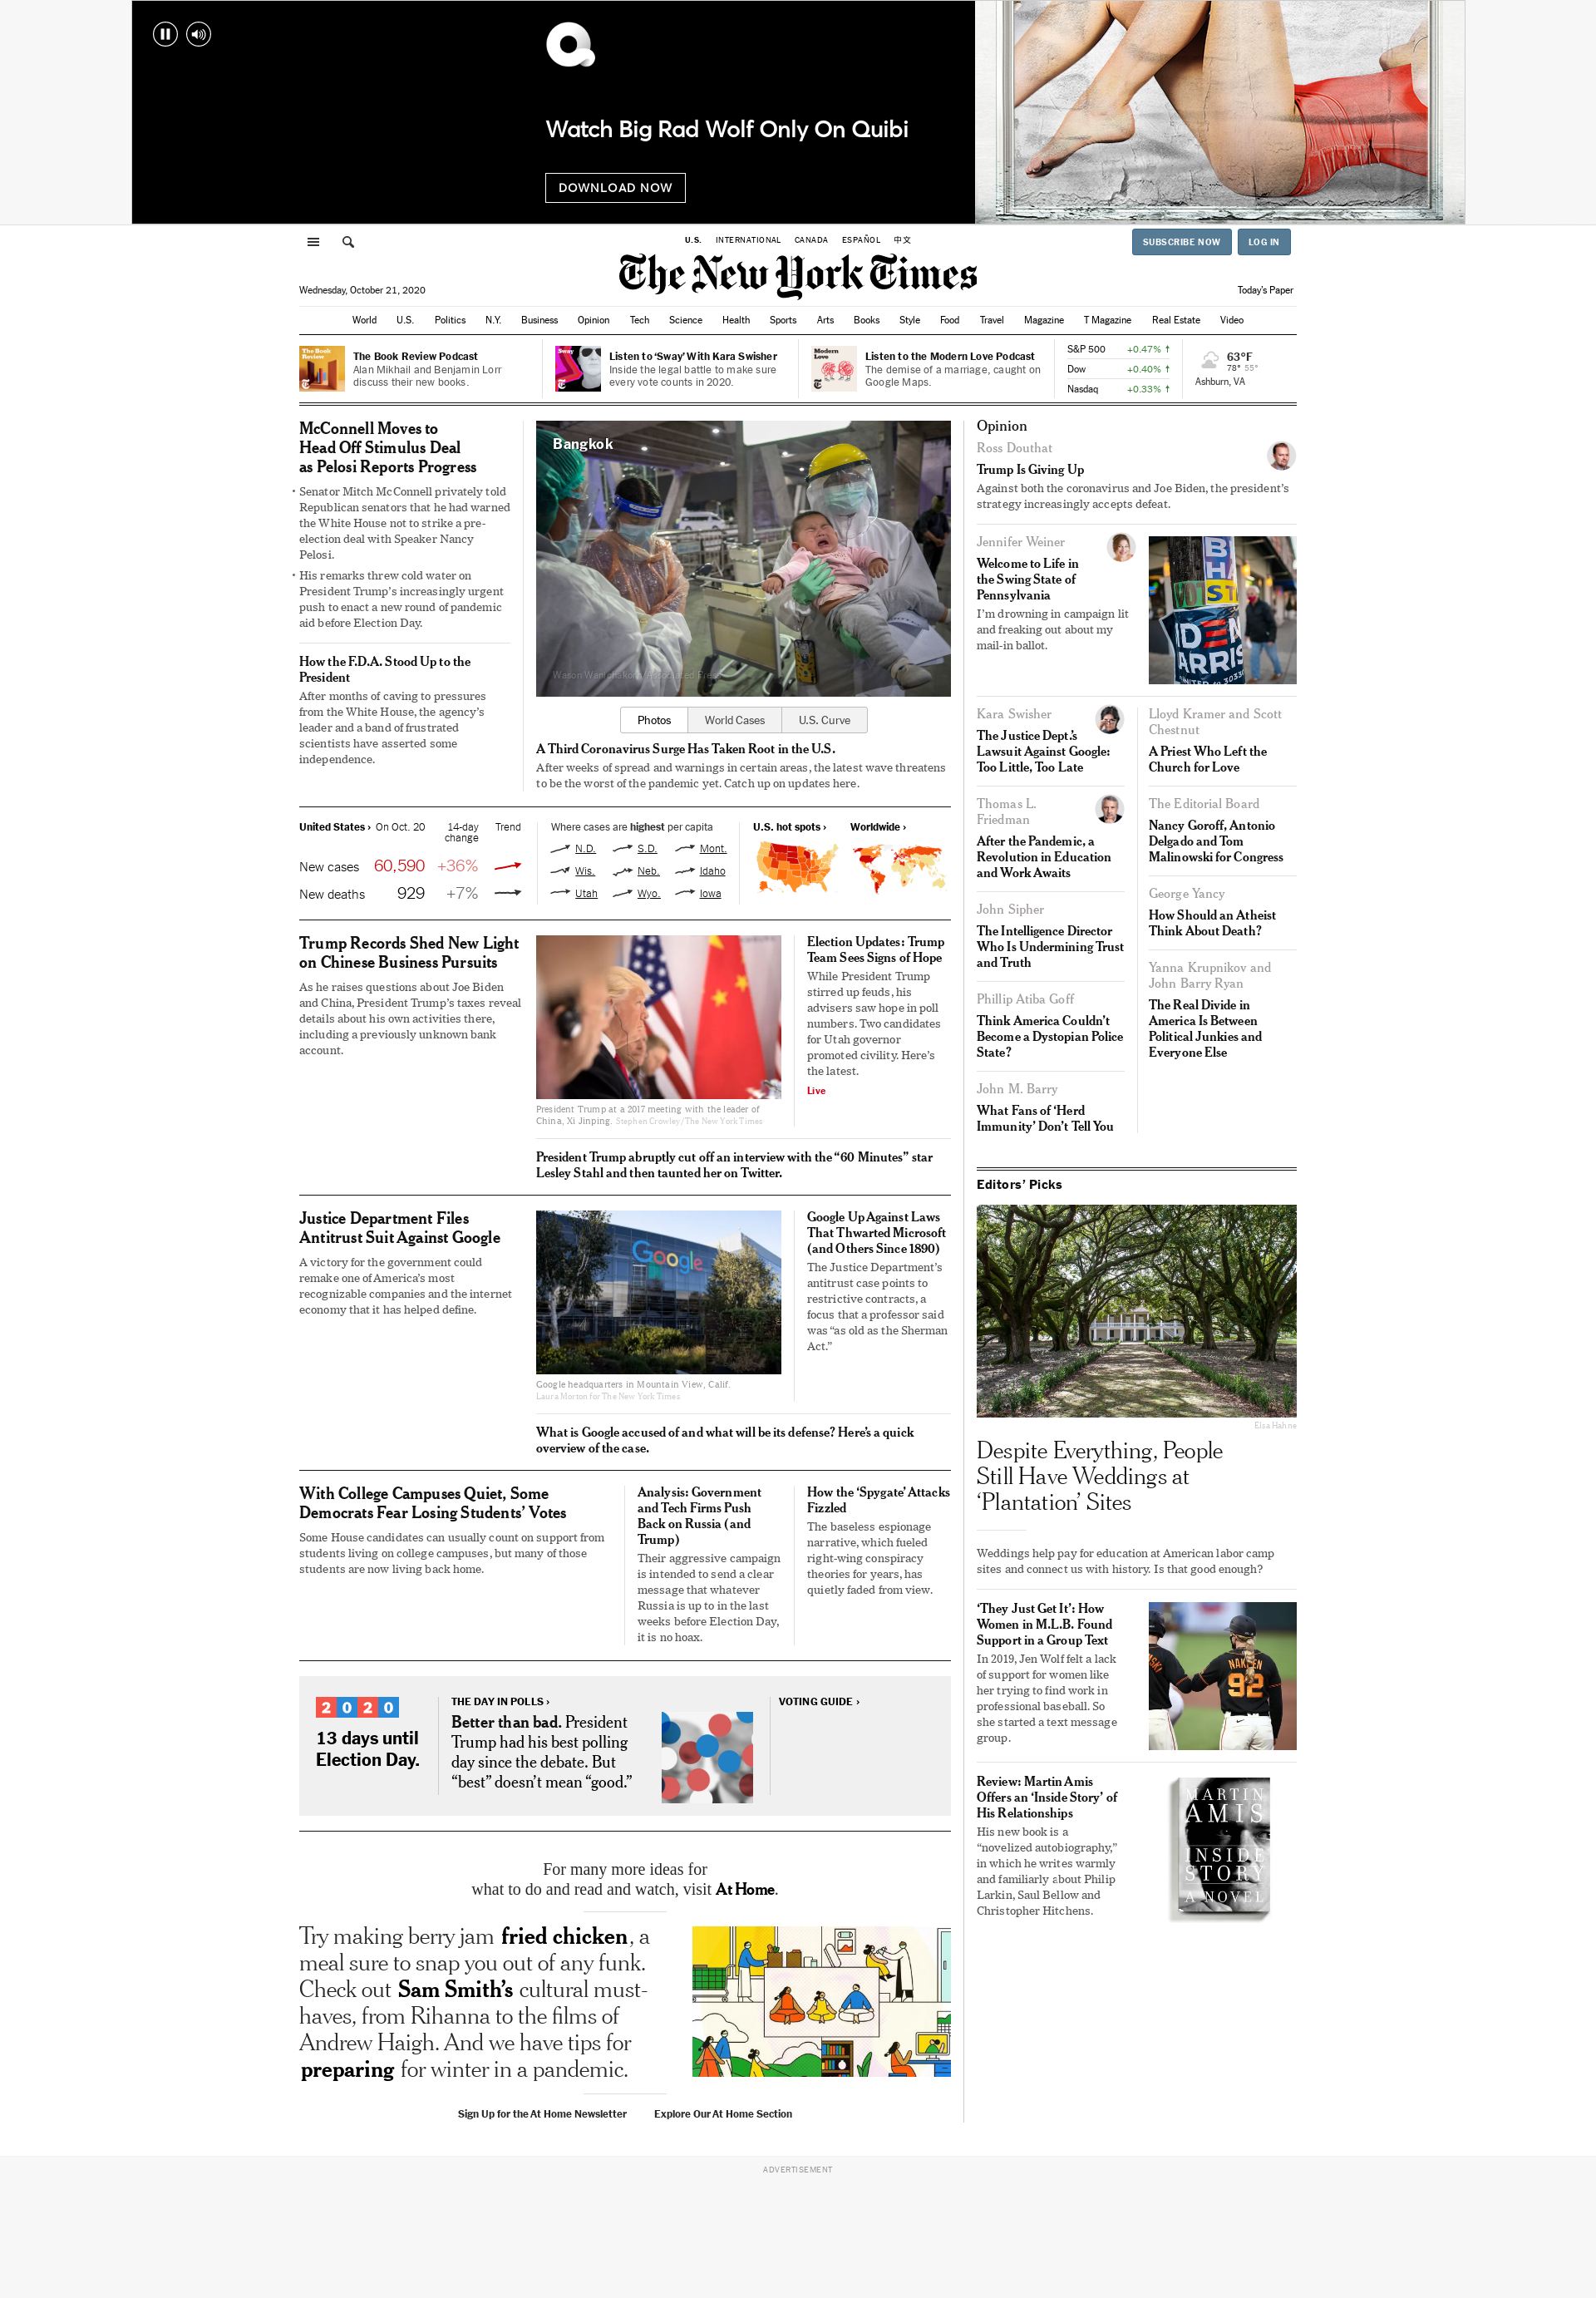 Watch Big Rad Wolf Only On Quibi
DOWNLOAD NOW
U.S. INTERNATIONAL CANADA ESPAÑOL 中文
SUBSCRIBE NOW LOG IN
The New York Times
Wednesday, October 21, 2020
Today's Paper
World U.S. Politics N.Y. Business Opinion Tech Science Health Sports Arts Books Style Food Travel Magazine T Magazine Real Estate Video
The Book Review
The Book Review Podcast
Alan Mikhail and Benjamin Lorr
discuss their new books.
Sway
Listen to ‘Sway’ With Kara Swisher
Inside the legal battle to make sure
every vote counts in 2020.
Modern Love
Listen to the Modern Love Podcast
The demise of a marriage, caught on
Google Maps.
S&P 500 +0.47% ↑
Dow +0.40% ↑
Nasdaq +0.33% ↑
63°F
78° 55°
Ashburn, VA
McConnell Moves to
Head Off Stimulus Deal
as Pelosi Reports Progress
• Senator Mitch McConnell privately told
Republican senators that he had warned
the White House not to strike a pre-
election deal with Speaker Nancy
Pelosi.
• His remarks threw cold water on
President Trump’s increasingly urgent
push to enact a new round of pandemic
aid before Election Day.
How the F.D.A. Stood Up to the
President
After months of caving to pressures
from the White House, the agency’s
leader and a band of frustrated
scientists have asserted some
independence.
Bangkok
Photos World Cases U.S. Curve
A Third Coronavirus Surge Has Taken Root in the U.S.
After weeks of spread and warnings in certain areas, the latest wave threatens
to be the worst of the pandemic yet. Catch up on updates here.
United States › On Oct. 20 14-day change Trend
New cases 60,590 +36%
New deaths 929 +7%
Where cases are highest per capita
N.D. S.D. Mont.
Wis. Neb. Idaho
Utah Wyo. Iowa
U.S. hot spots › Worldwide ›
Trump Records Shed New Light
on Chinese Business Pursuits
As he raises questions about Joe Biden
and China, President Trump’s taxes reveal
details about his own activities there,
including a previously unknown bank
account.
President Trump at a 2017 meeting with the leader of
China, Xi Jinping. Stephen Crowley/The New York Times
Election Updates: Trump
Team Sees Signs of Hope
While President Trump
stirred up feuds, his
advisers saw hope in poll
numbers. Two candidates
for Utah governor
promoted civility. Here’s
the latest.
Live
President Trump abruptly cut off an interview with the “60 Minutes” star
Lesley Stahl and then taunted her on Twitter.
Justice Department Files
Antitrust Suit Against Google
A victory for the government could
remake one of America’s most
recognizable companies and the internet
economy that it has helped define.
Google
Google headquarters in Mountain View, Calif.
Laura Morton for The New York Times
Google Up Against Laws
That Thwarted Microsoft
(and Others Since 1890)
The Justice Department’s
antitrust case points to
restrictive contracts, a
focus that a professor said
was “as old as the Sherman
Act.”
What is Google accused of and what will be its defense? Here’s a quick
overview of the case.
With College Campuses Quiet, Some
Democrats Fear Losing Students’ Votes
Some House candidates can usually count on support from
students living on college campuses, but many of those
students are now living back home.
Analysis: Government
and Tech Firms Push
Back on Russia (and
Trump)
Their aggressive campaign
is intended to send a clear
message that whatever
Russia is up to in the last
weeks before Election Day,
it is no hoax.
How the ‘Spygate’ Attacks
Fizzled
The baseless espionage
narrative, which fueled
right-wing conspiracy
theories for years, has
quietly faded from view.
2020
13 days until
Election Day.
THE DAY IN POLLS ›
Better than bad. President
Trump had his best polling
day since the debate. But
“best” doesn’t mean “good.”
VOTING GUIDE ›
For many more ideas for
what to do and read and watch, visit At Home.
Try making berry jam fried chicken, a
meal sure to snap you out of any funk.
Check out Sam Smith’s cultural must-
haves, from Rihanna to the films of
Andrew Haigh. And we have tips for
preparing for winter in a pandemic.
Sign Up for the At Home Newsletter Explore Our At Home Section
Opinion
Ross Douthat
Trump Is Giving Up
Against both the coronavirus and Joe Biden, the president’s
strategy increasingly accepts defeat.
Jennifer Weiner
Welcome to Life in
the Swing State of
Pennsylvania
I’m drowning in campaign lit
and freaking out about my
mail-in ballot.
Kara Swisher
The Justice Dept.’s
Lawsuit Against Google:
Too Little, Too Late
Thomas L.
Friedman
After the Pandemic, a
Revolution in Education
and Work Awaits
John Sipher
The Intelligence Director
Who Is Undermining Trust
and Truth
Phillip Atiba Goff
Think America Couldn’t
Become a Dystopian Police
State?
John M. Barry
What Fans of ‘Herd
Immunity’ Don’t Tell You
Lloyd Kramer and Scott
Chestnut
A Priest Who Left the
Church for Love
The Editorial Board
Nancy Goroff, Antonio
Delgado and Tom
Malinowski for Congress
George Yancy
How Should an Atheist
Think About Death?
Yanna Krupnikov and
John Barry Ryan
The Real Divide in
America Is Between
Political Junkies and
Everyone Else
Editors’ Picks
Elsa Hahne
Despite Everything, People
Still Have Weddings at
‘Plantation’ Sites
Weddings help pay for education at American labor camp
sites and connect us with history. Is that good enough?
‘They Just Get It’: How
Women in M.L.B. Found
Support in a Group Text
In 2019, Jen Wolf felt a lack
of support for women like
her trying to find work in
professional baseball. So
she started a text message
group.
92
Review: Martin Amis
Offers an ‘Inside Story’ of
His Relationships
His new book is a
“novelized autobiography,”
in which he writes warmly
and familiarly about Philip
Larkin, Saul Bellow and
Christopher Hitchens.
MARTIN
AMIS
INSIDE
STORY
A NOVEL
ADVERTISEMENT